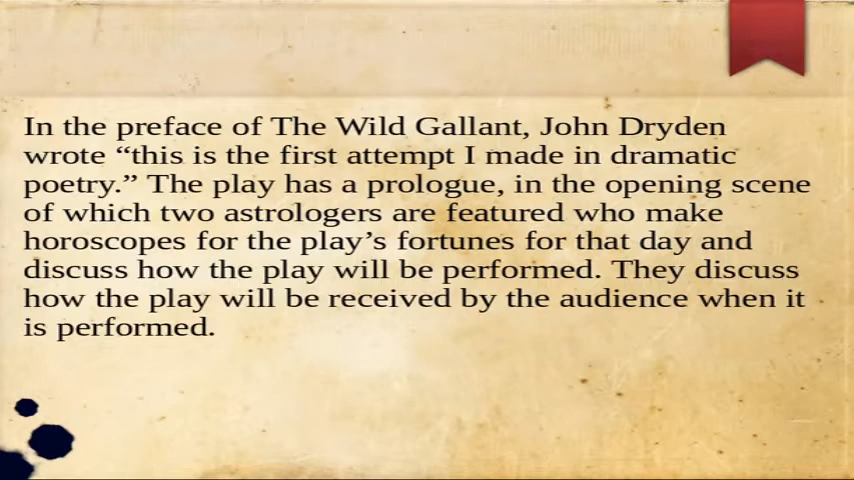 In the preface of The Wild Gallant, John Dryden
wrote “this is the first attempt I made in dramatic
poetry.” The play has a prologue, in the opening scene
of which two astrologers are featured who make
horoscopes for the play’s fortunes for that day and
discuss how the play will be performed. They discuss
how the play will be received by the audience when it
is performed.